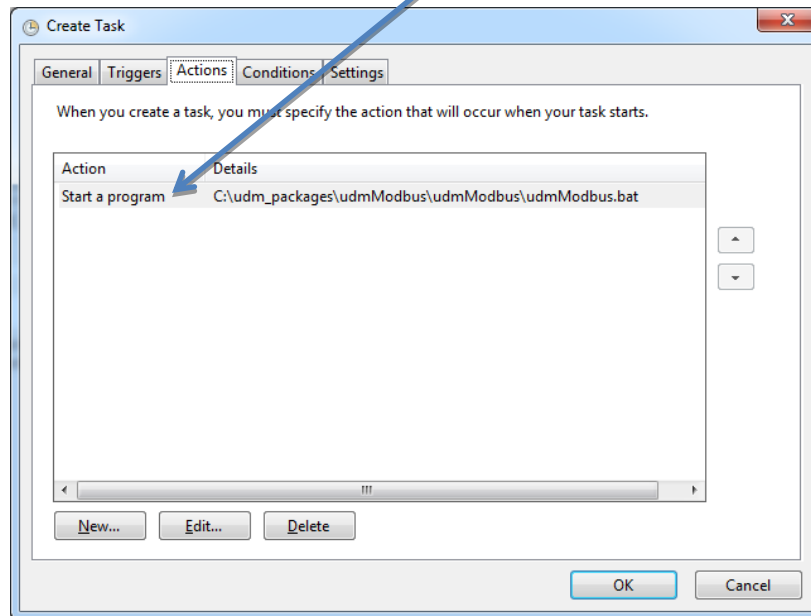 Create Task
General Triggers Actions Conditions Settings
When you create a task, you must specify the action that will occur when your task starts.
Action Details
Start a program C:\udm_packages\udmModbus\udmModbus\udmModbus.bat
New... Edit... Delete
OK Cancel